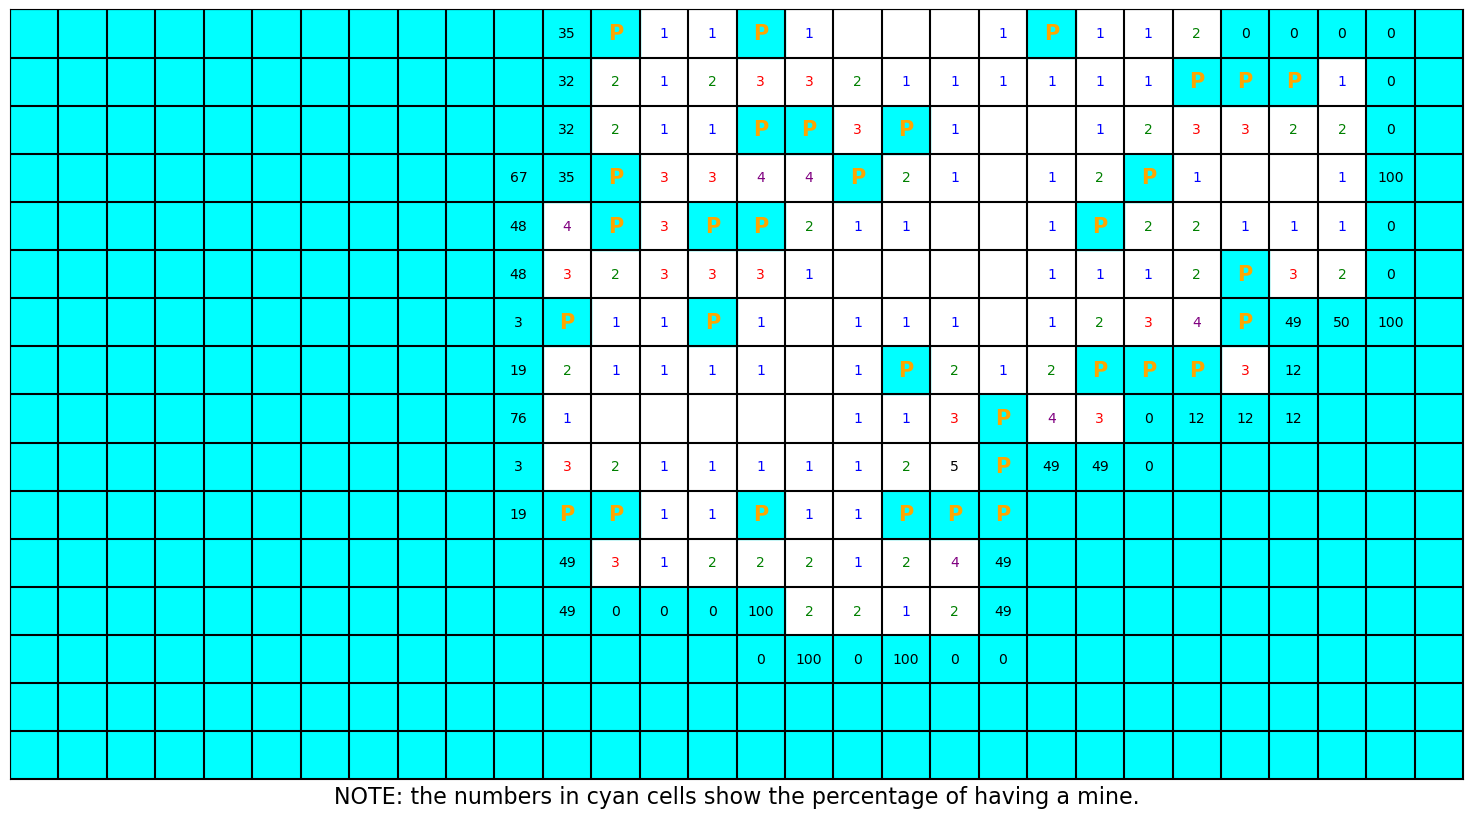 35 P 1 1 P 1 1 P 1 1 2 0 0 0 0
32 2 1 2 3 3 2 1 1 1 1 1 1 P P P 1 0
32 2 1 1 P P 3 P 1 1 2 3 3 2 2 0
67 35 P 3 3 4 4 P 2 1 1 2 P 1 1 100
48 4 P 3 P P 2 1 1 1 P 2 2 1 1 1 0
48 3 2 3 3 3 1 1 1 1 2 P 3 2 0
3 P 1 1 P 1 1 1 1 1 2 3 4 P 49 50 100
19 2 1 1 1 1 1 P 2 1 2 P P P 3 12
76 1 1 1 3 P 4 3 0 12 12 12
3 3 2 1 1 1 1 1 2 5 P 49 49 0
19 P P 1 1 P 1 1 P P P
49 3 1 2 2 2 1 2 4 49
49 0 0 0 100 2 2 1 2 49
0 100 0 100 0 0
NOTE: the numbers in cyan cells show the percentage of having a mine.